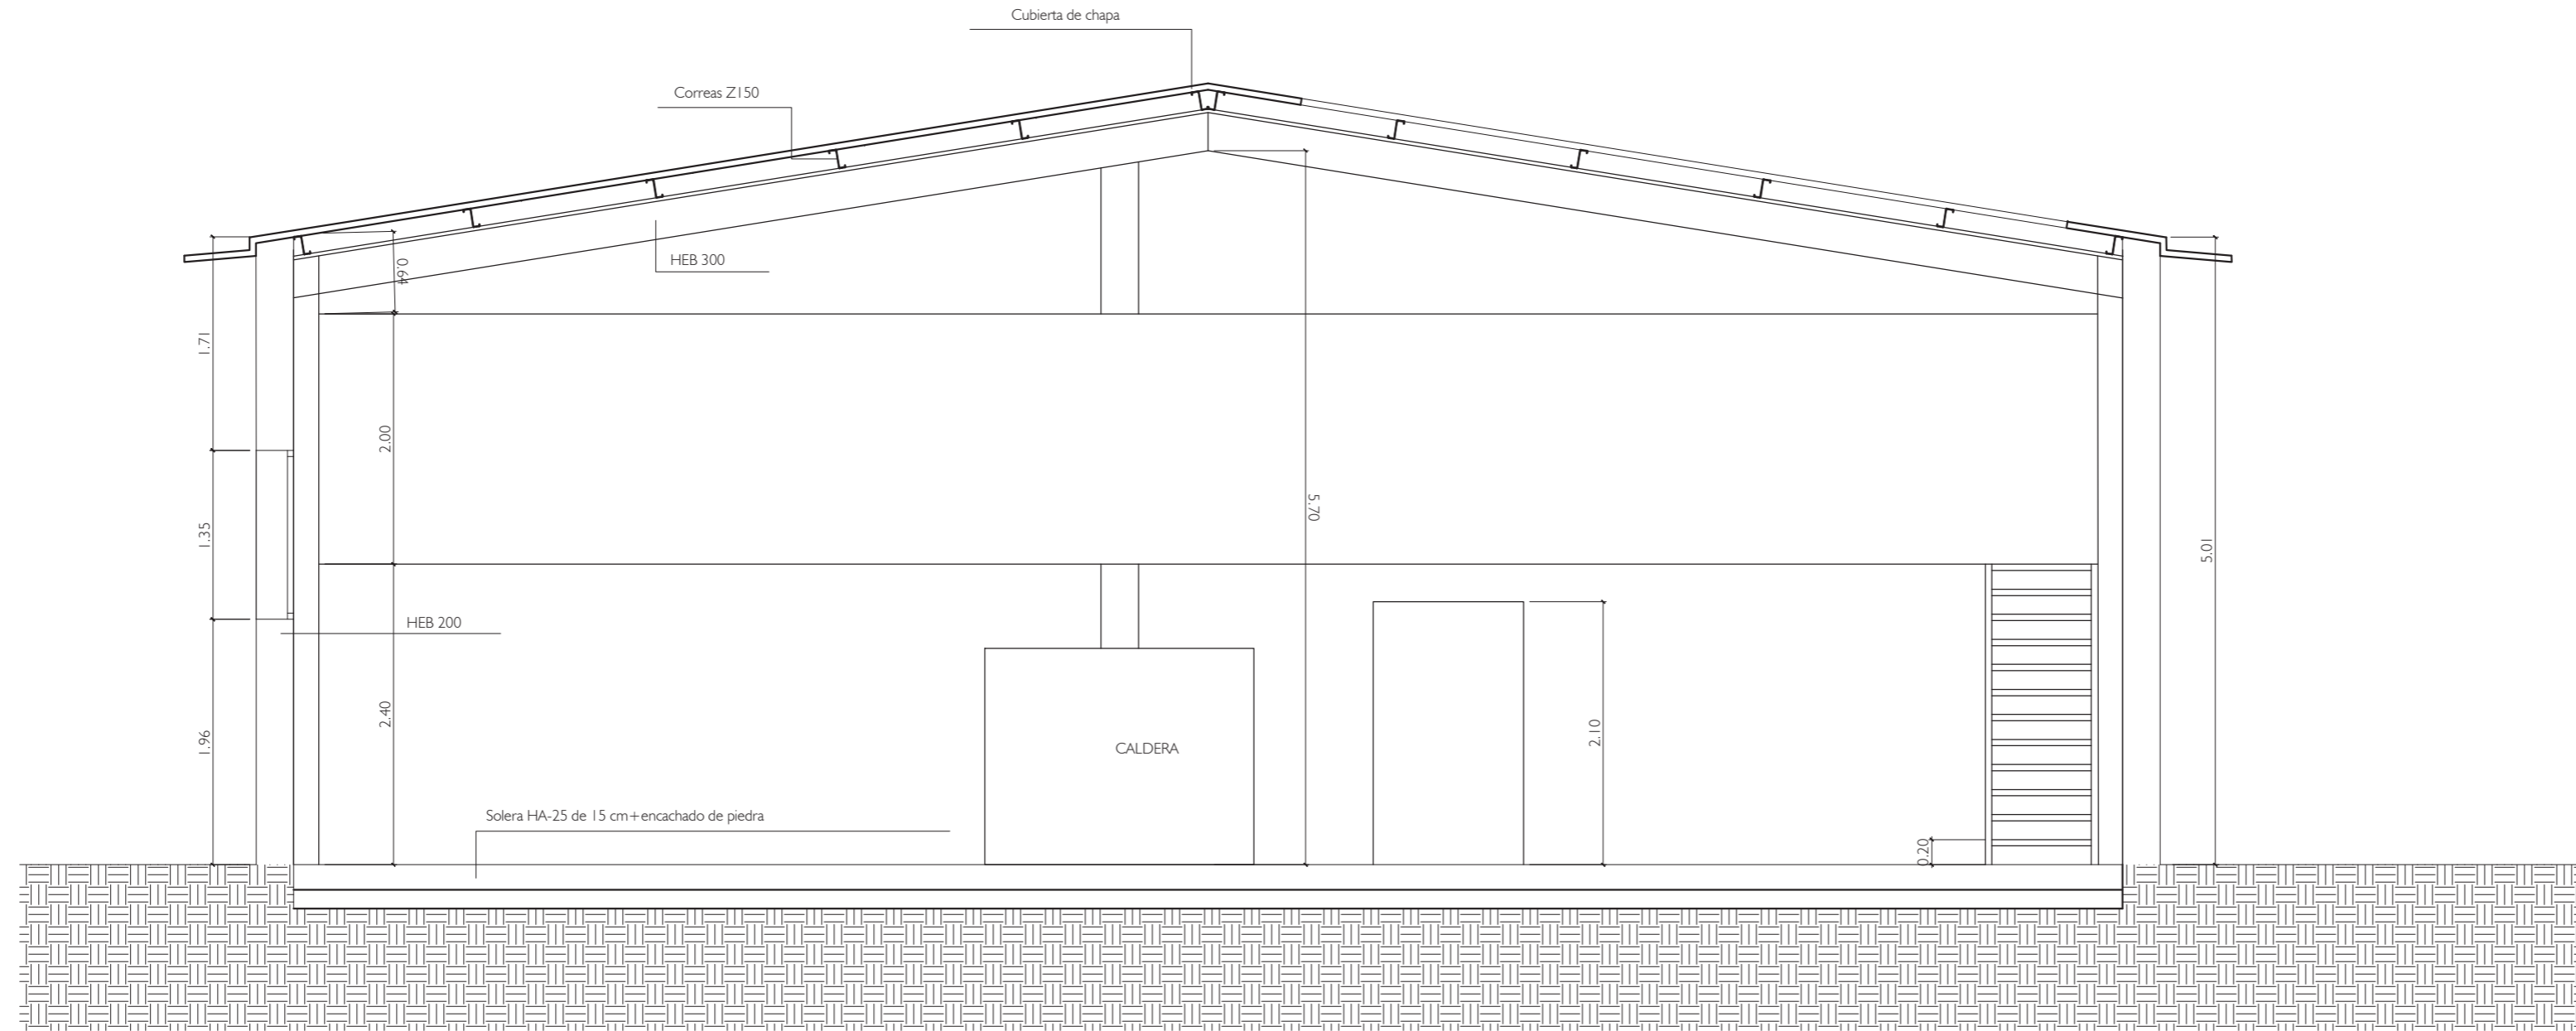 Cubierta de chapa
Correas Z150
HEB 300
0.64
1.71
2.00
5.70
1.35
5.01
HEB 200
2.40
2.10
1.96
CALDERA
Solera HA-25 de 15 cm+encachado de piedra
0.20